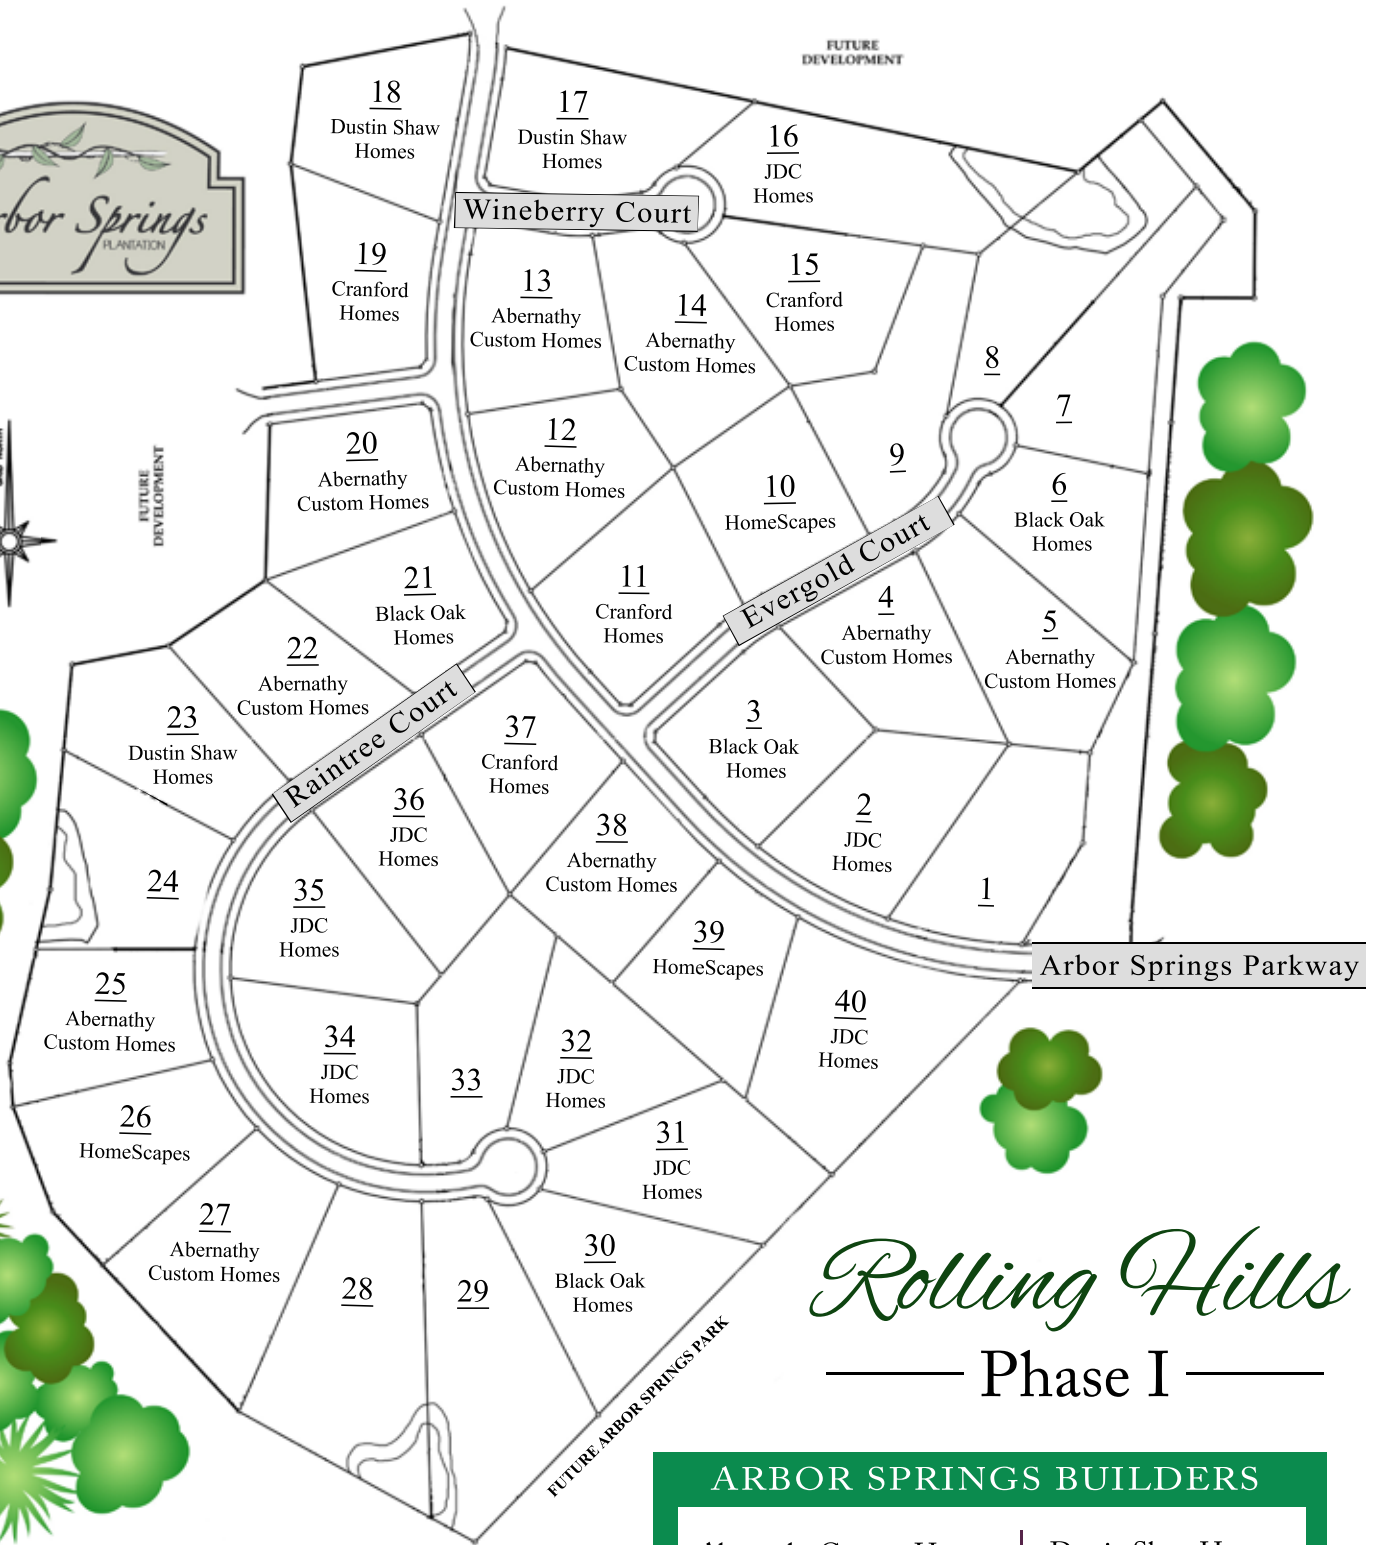 FUTURE
DEVELOPMENT
18
Dustin Shaw
Homes
17
Dustin Shaw
Homes
16
JDC
Homes
Springs
PLANTATION
Wineberry Court
19
Cranford
Homes
13
Abernathy
Custom Homes
14
Abernathy
Custom Homes
15
Cranford
Homes
8
7
20
Abernathy
Custom Homes
12
Abernathy
Custom Homes
9
10
HomeScapes
6
Black Oak
Homes
FUTURE
DEVELOPMENT
Evergold Court
21
Black Oak
Homes
11
Cranford
Homes
4
Abernathy
Custom Homes
5
Abernathy
Custom Homes
22
Abernathy
Custom Homes
23
Dustin Shaw
Homes
Raintree Court
37
Cranford
Homes
3
Black Oak
Homes
36
JDC
Homes
38
Abernathy
Custom Homes
2
JDC
Homes
24
35
JDC
Homes
1
39
HomeScapes
Arbor Springs Parkway
25
Abernathy
Custom Homes
40
JDC
Homes
34
JDC
Homes
33
32
JDC
Homes
26
HomeScapes
31
JDC
Homes
27
Abernathy
Custom Homes
28
29
30
Black Oak
Homes
FUTURE ARBOR SPRINGS PARK
Rolling Hills
Phase I
ARBOR SPRINGS BUILDERS